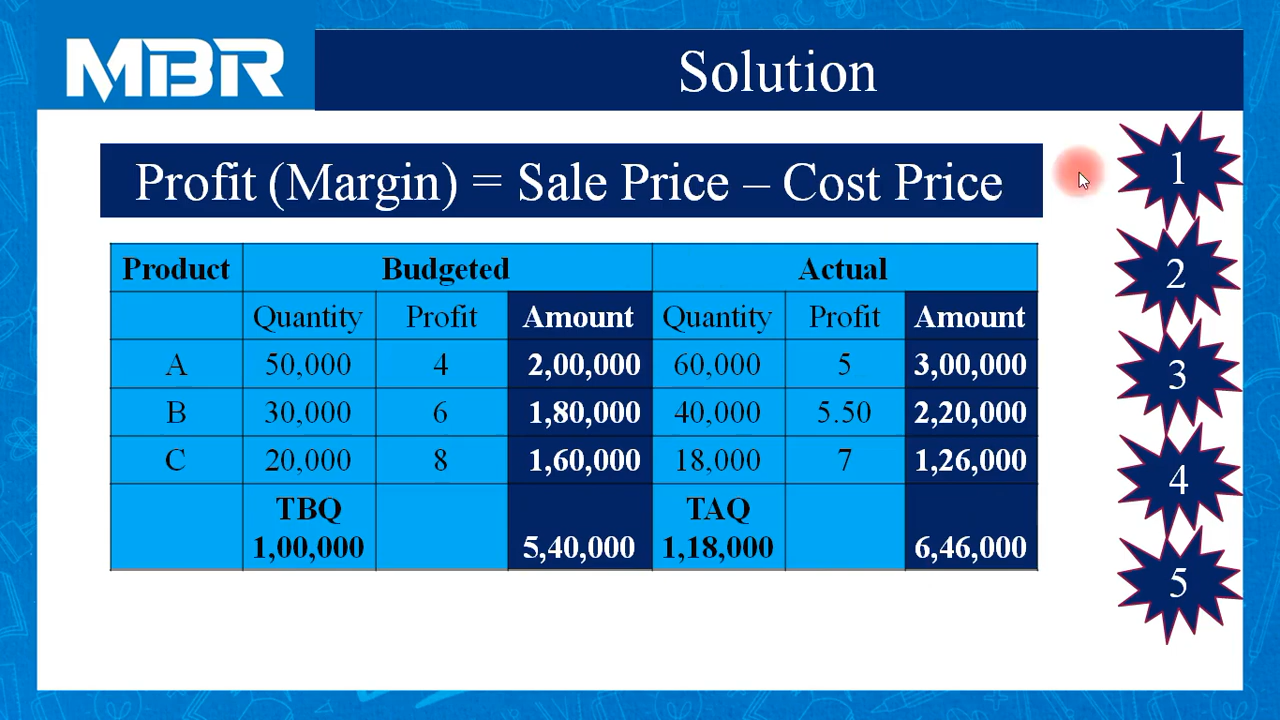 MBR
Solution
Profit (Margin) = Sale Price – Cost Price
Product Budgeted Actual
Quantity Profit Amount Quantity Profit Amount
A 50,000 4 2,00,000 60,000 5 3,00,000
B 30,000 6 1,80,000 40,000 5.50 2,20,000
C 20,000 8 1,60,000 18,000 7 1,26,000
TBQ TAQ
1,00,000 5,40,000 1,18,000 6,46,000
1
2
3
4
5